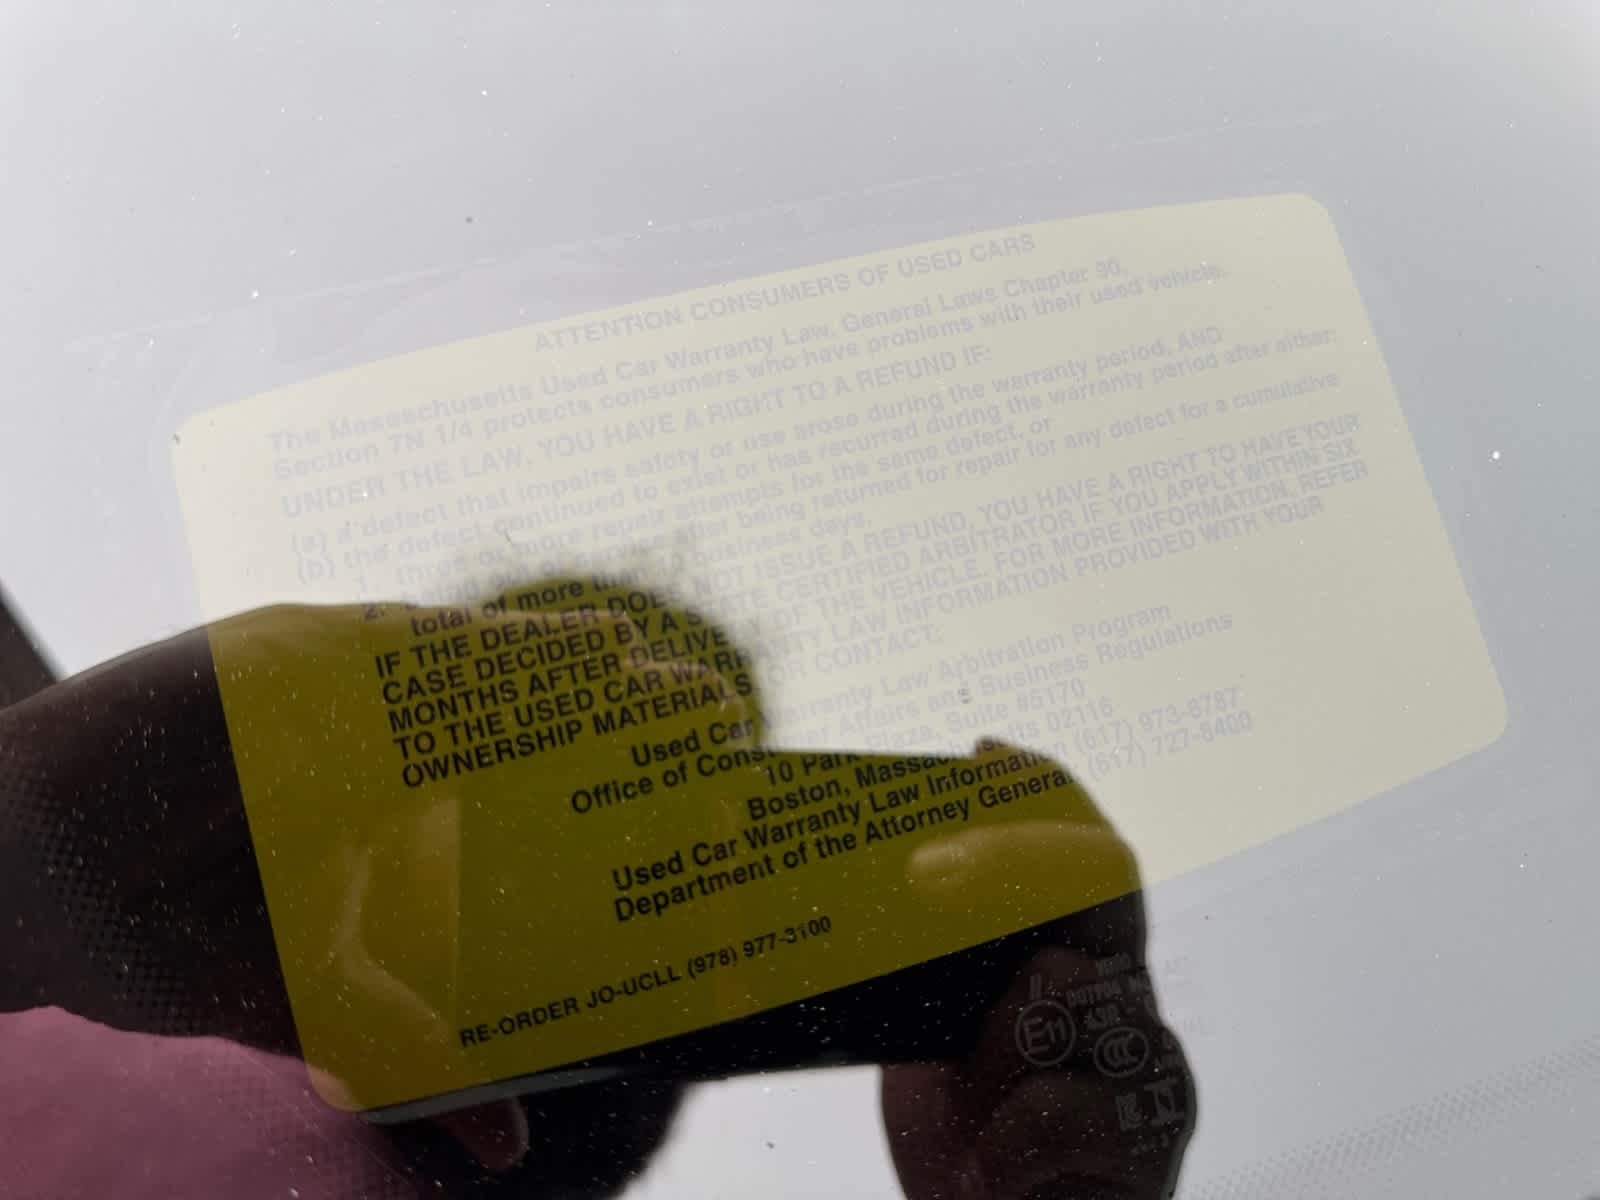 ATTENTION CONSUMERS OF USED CARS
The Massachusetts Used Car Warranty Law, General Laws Chapter 90,
Section 7N 1/4 protects consumers who have problems with their used vehicle.
UNDER THE LAW, YOU HAVE A RIGHT TO A REFUND IF:
(a) a defect that impairs safety or use arose during the warranty period, AND
(b) the defect continued to exist or has recurred during the warranty period after either:
1. three or more repair attempts for the same defect, or
2. being out of service after being returned for repair for any defect for a cumulative
total of more than 10 business days.
IF THE DEALER DOES NOT ISSUE A REFUND, YOU HAVE A RIGHT TO HAVE YOUR
CASE DECIDED BY A STATE CERTIFIED ARBITRATOR IF YOU APPLY WITHIN SIX
MONTHS AFTER DELIVERY OF THE VEHICLE. FOR MORE INFORMATION, REFER
TO THE USED CAR WARRANTY LAW INFORMATION PROVIDED WITH YOUR
OWNERSHIP MATERIALS OR CONTACT:
Used Car Warranty Law Arbitration Program
Office of Consumer Affairs and Business Regulations
10 Park Plaza, Suite #5170
Boston, Massachusetts 02116
Used Car Warranty Law Information (617) 973-8787
Department of the Attorney General (617) 727-8400
RE-ORDER JO-UCLL (978) 977-3100
E11
CCC